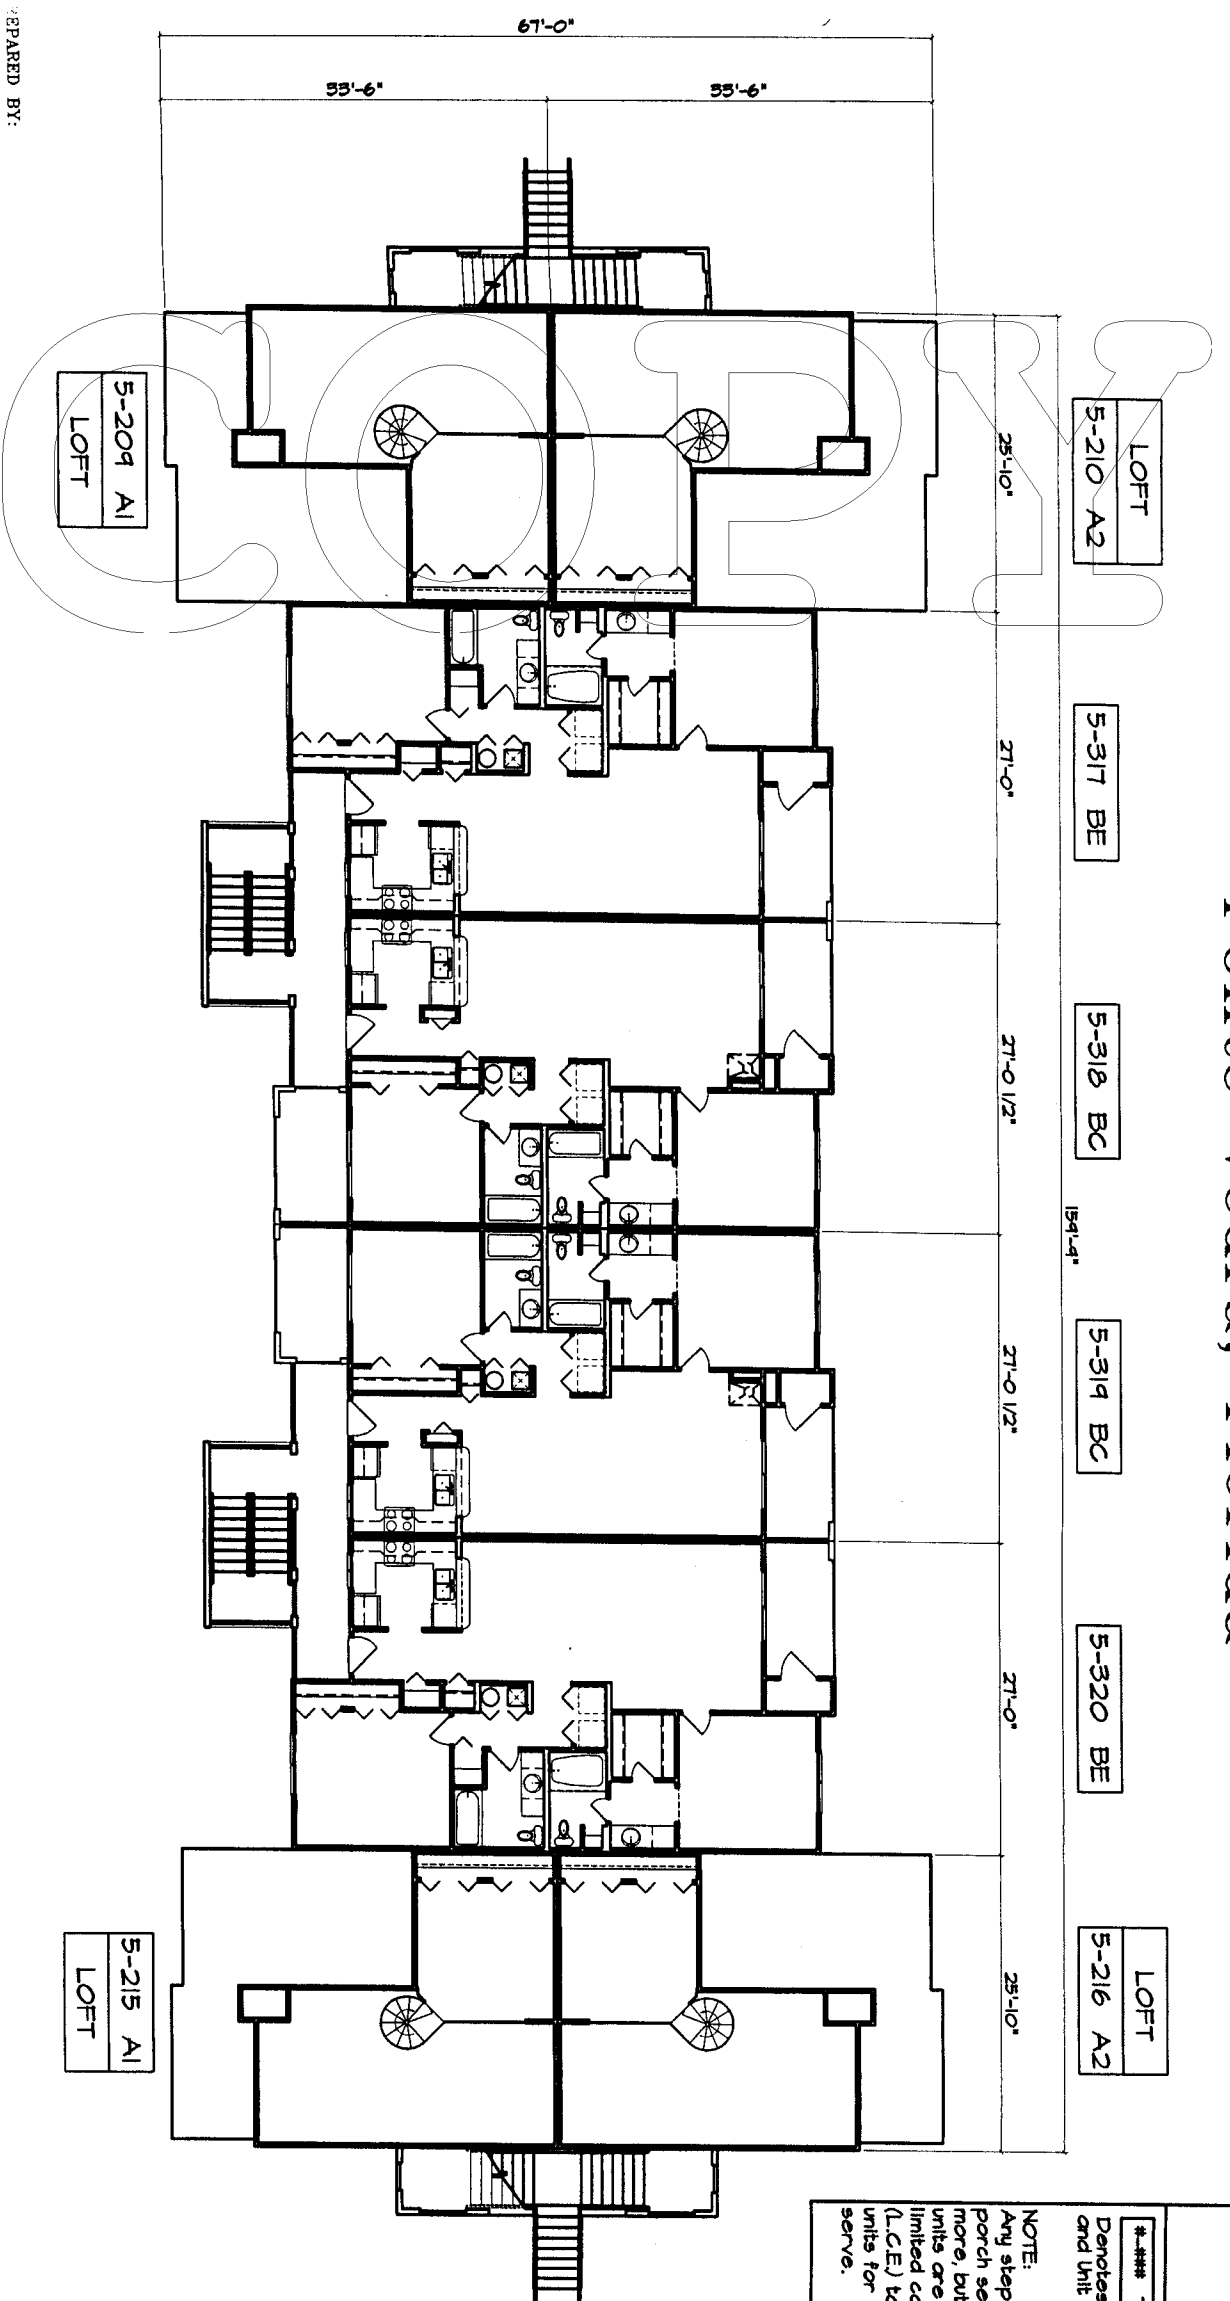 67'-0"
33'-6"
33'-6"
EPARED BY:
COPY
LOFT
5-210 A2
5-317 BE
5-318 BC
5-319 BC
5-320 BE
LOFT
5-216 A2
159'-9"
25'-10"
27'-0"
27'-0 1/2"
27'-0 1/2"
27'-0"
25'-10"
5-209 A1
LOFT
5-215 A1
LOFT
#-###
Denotes
and Unit
NOTE:
Any step
porch se
more, but
units are
limited co
(L.C.E.) to
units for
serve.